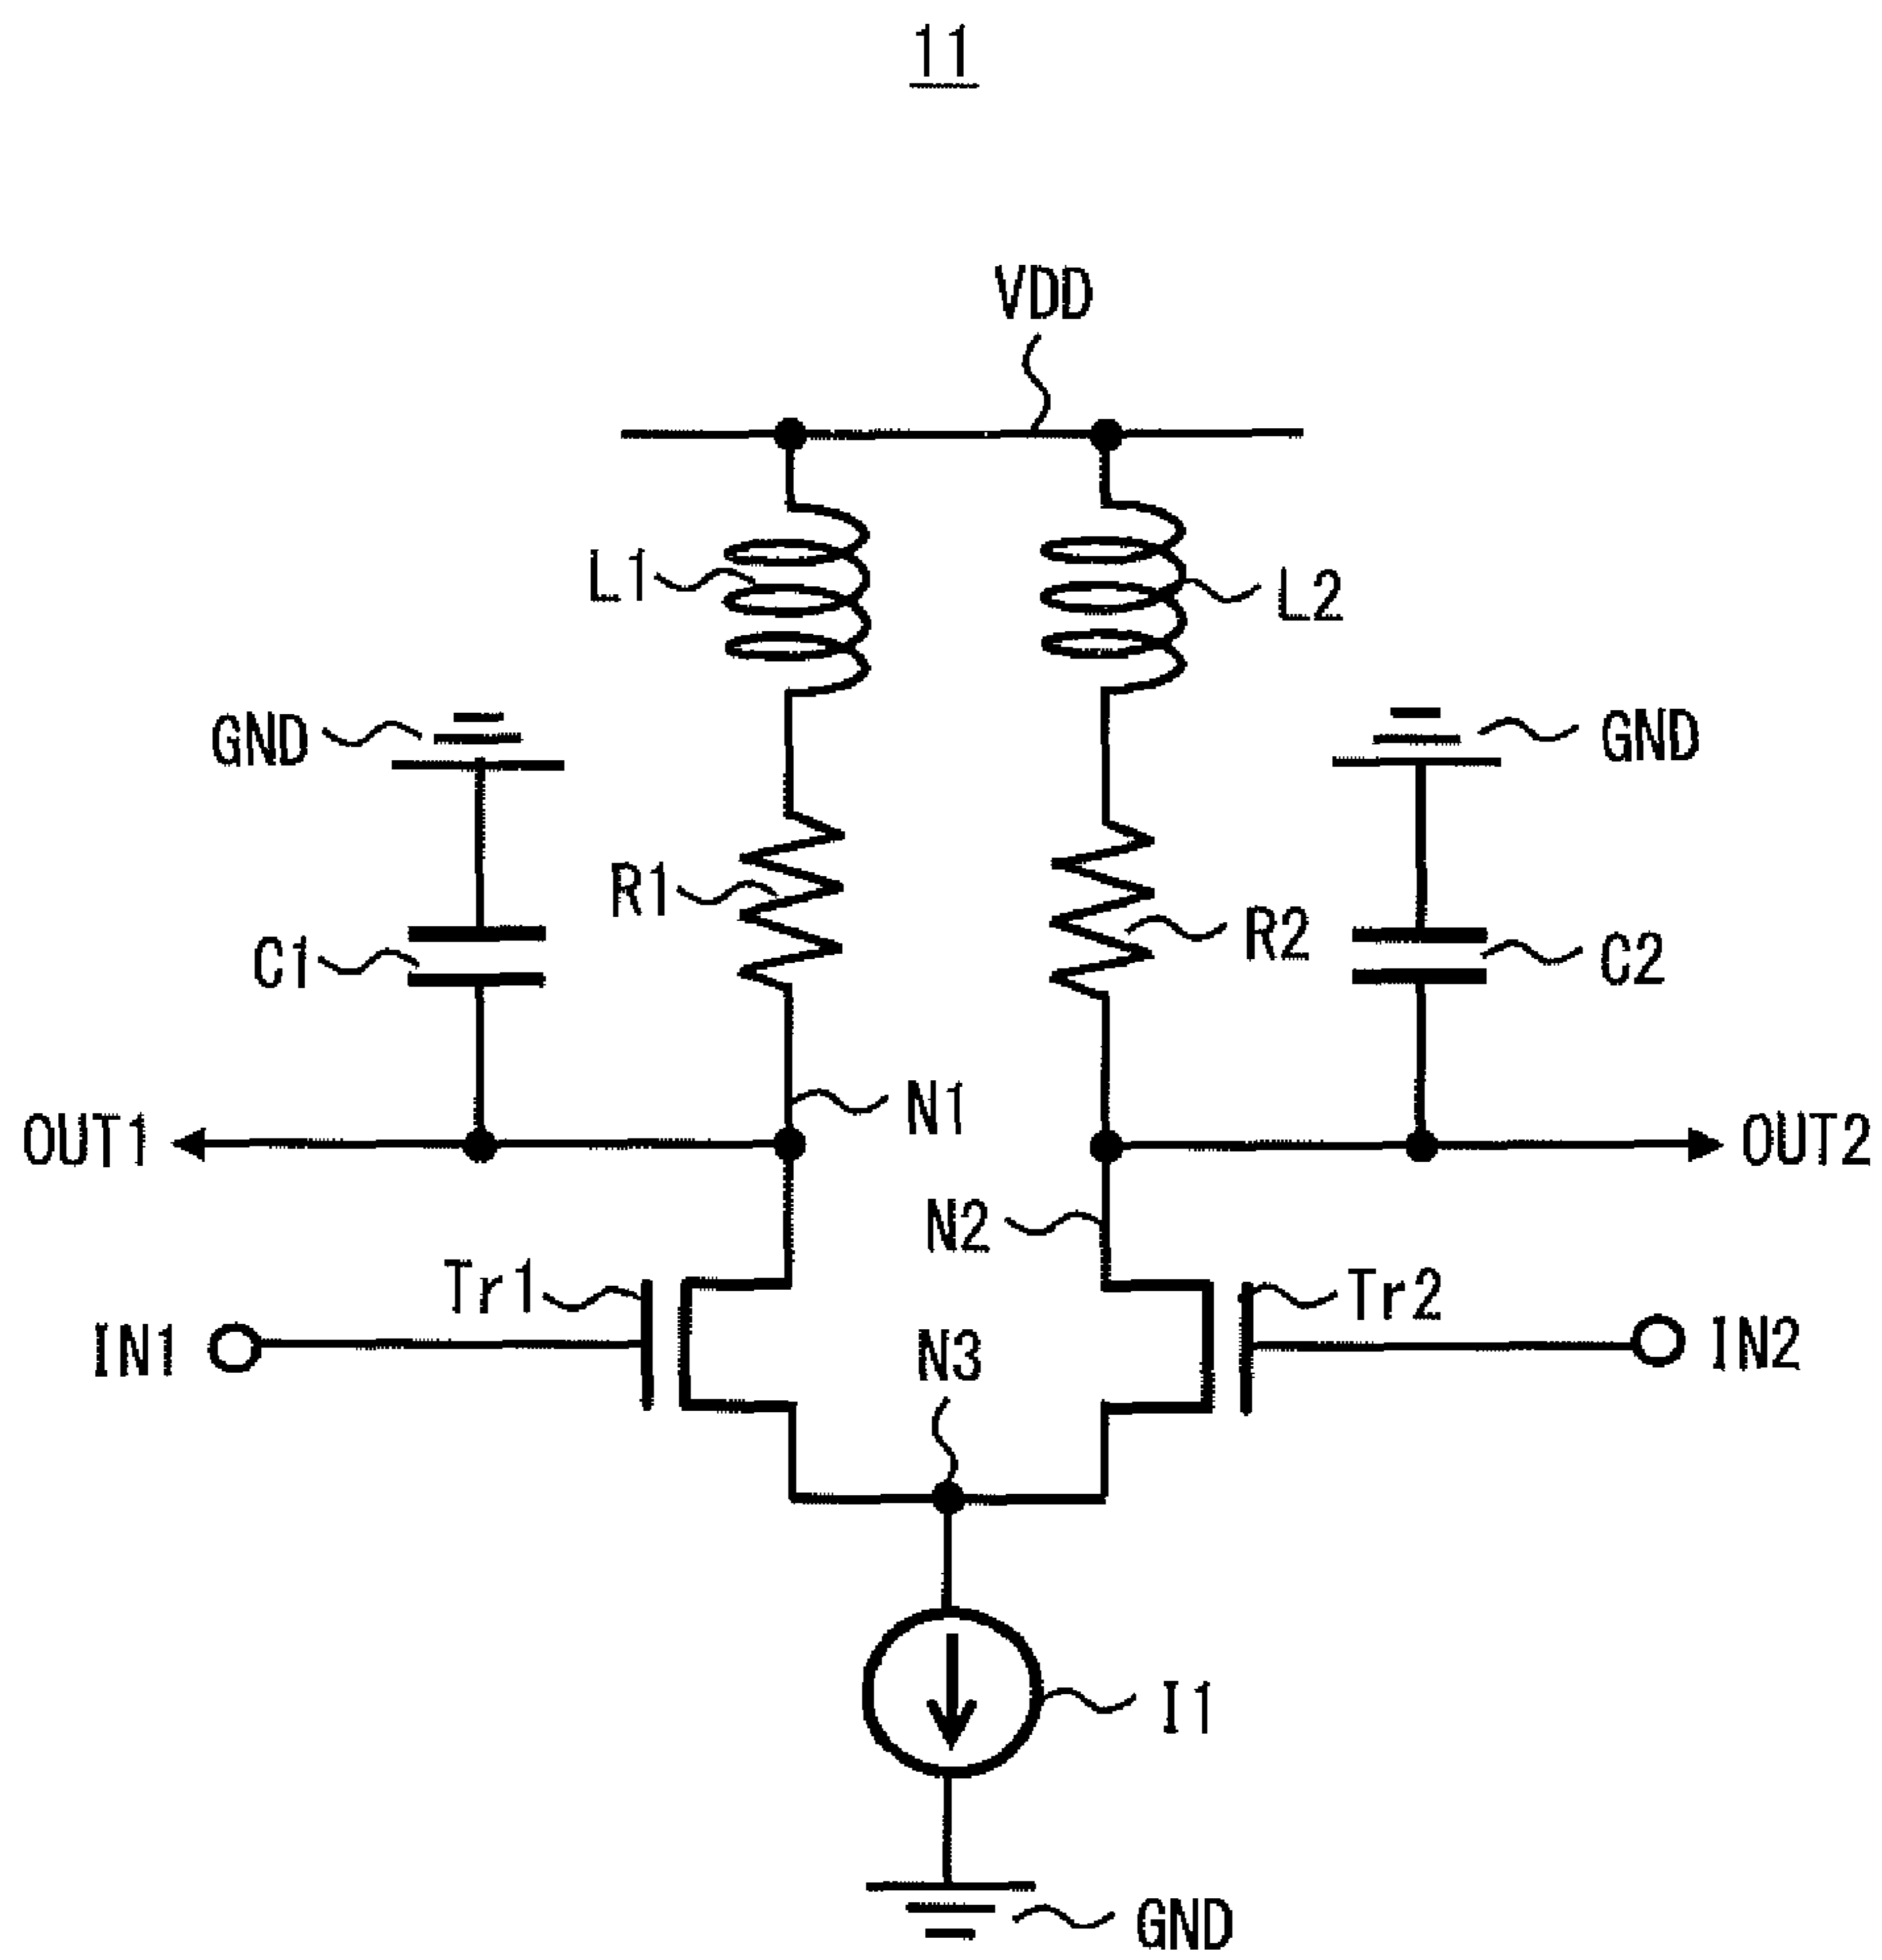 11
VDD
L1
L2
GND
GND
R1
R2
C1
C2
N1
OUT1
OUT2
N2
Tr1
Tr2
IN1
N3
IN2
I1
GND